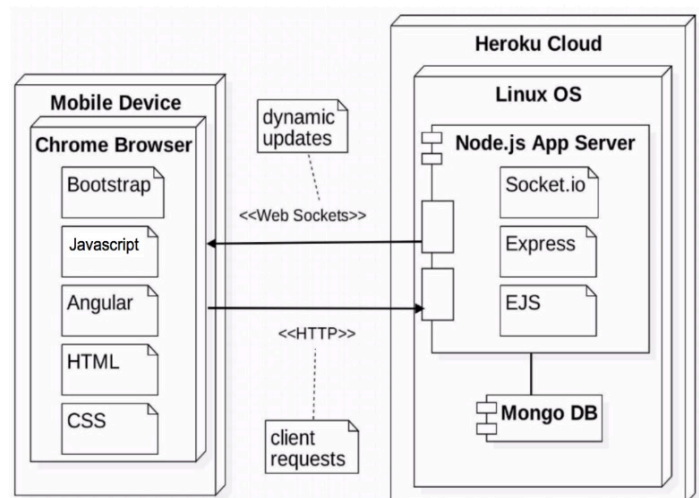 Heroku Cloud
Mobile Device
Linux OS
Chrome Browser
dynamic
updates
Node.js App Server
Bootstrap
Socket.io
<<Web Sockets>>
Javascript
Express
Angular
EJS
<<HTTP>>
HTML
CSS
Mongo DB
client
requests